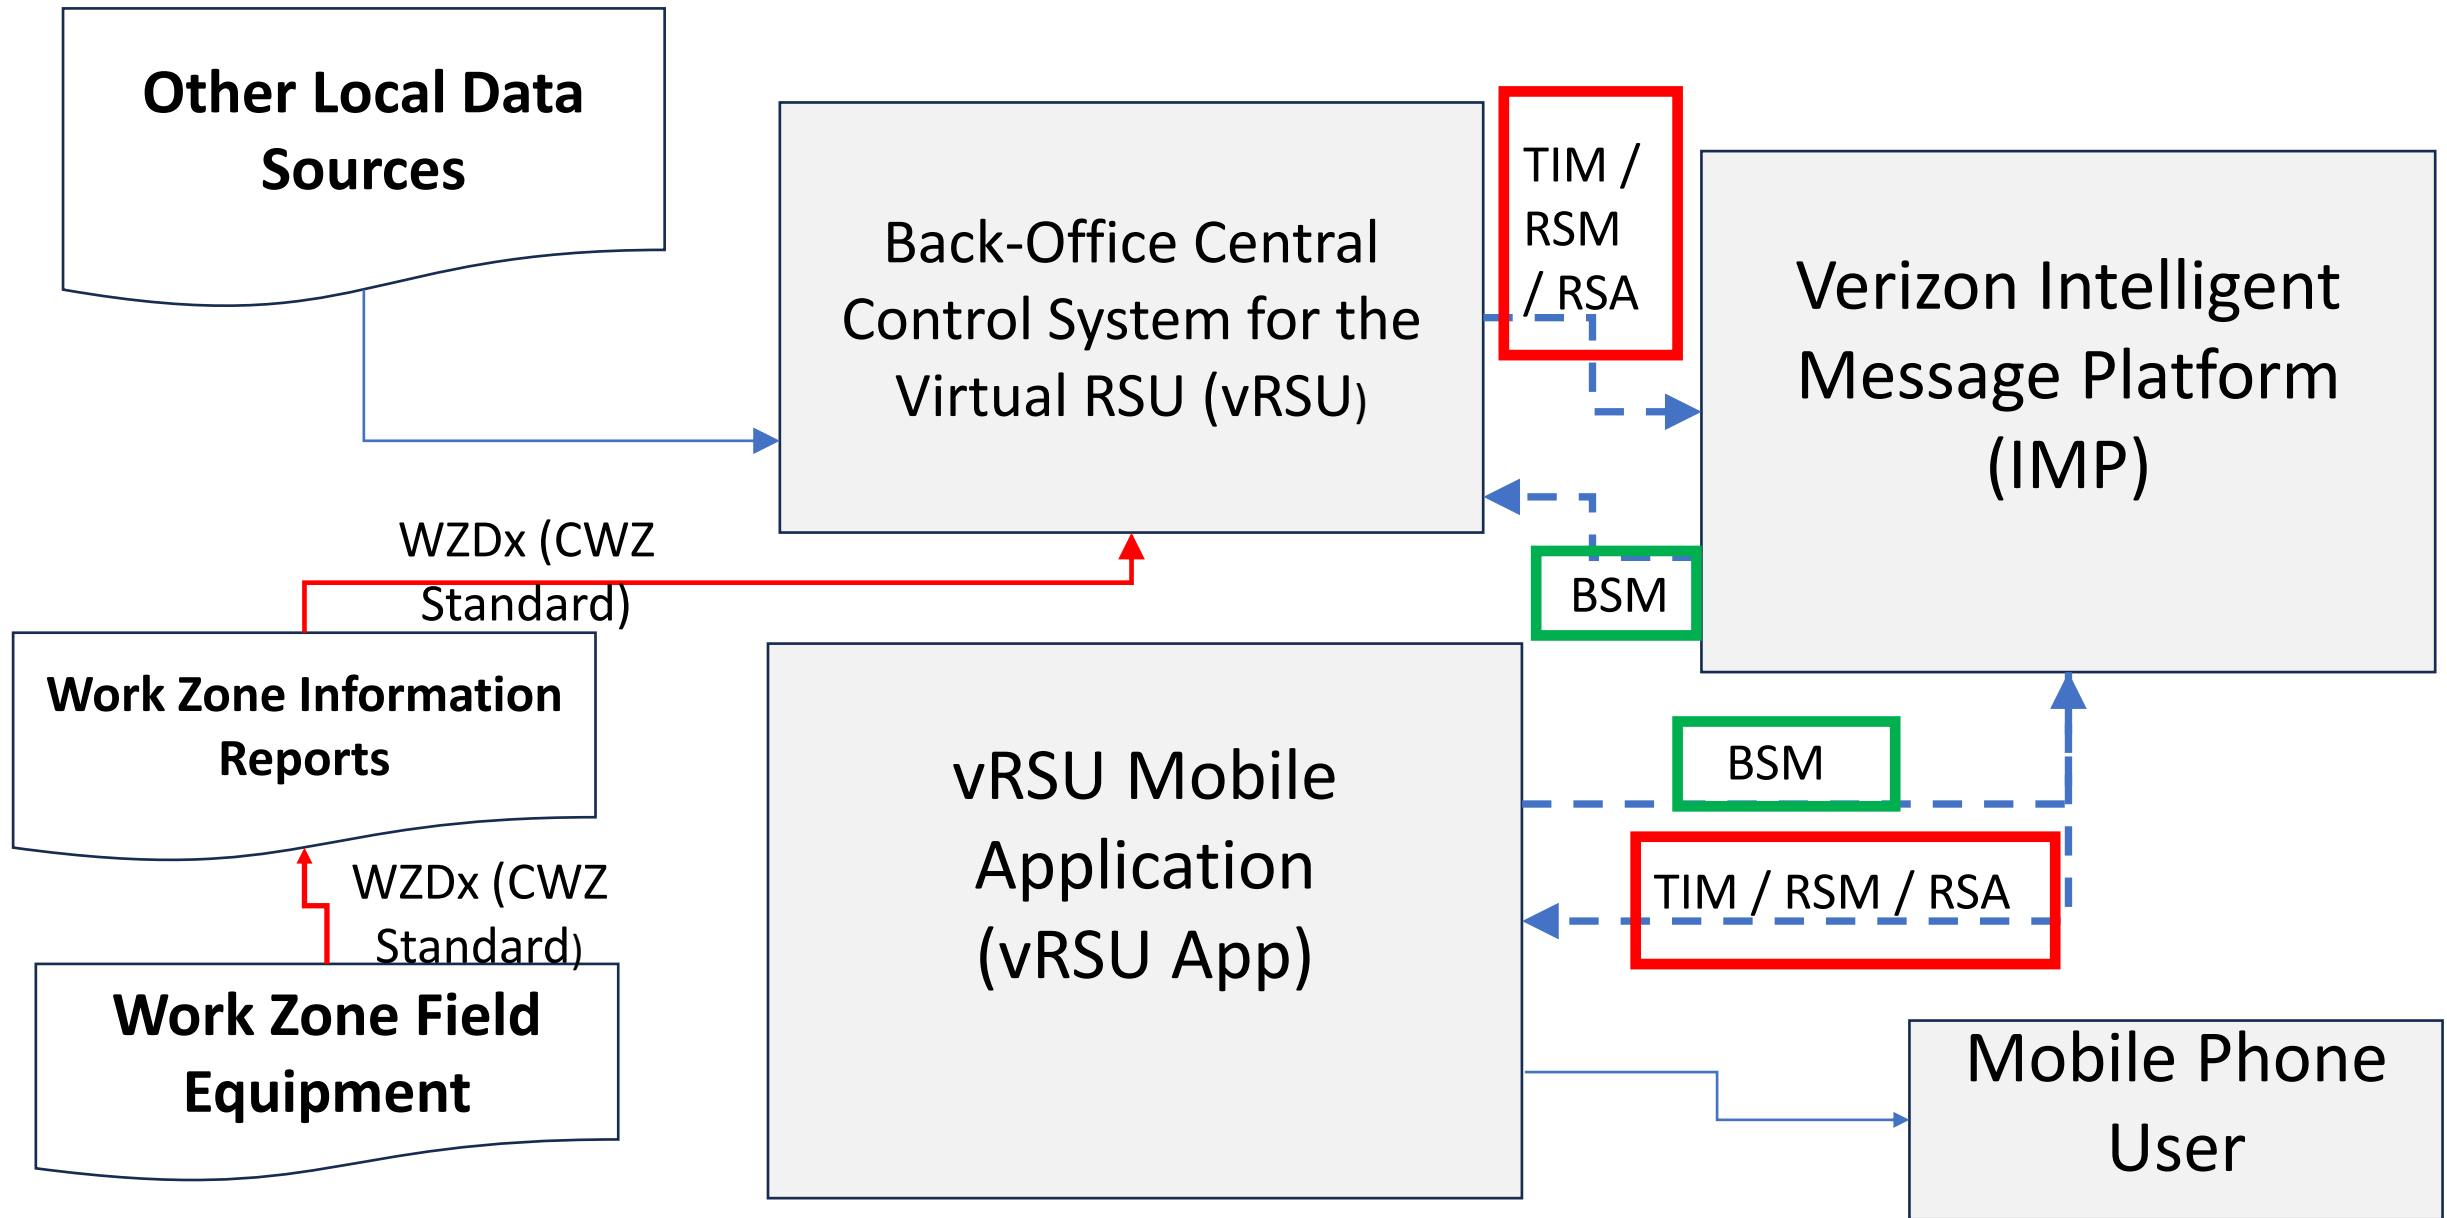 Other Local Data
Sources
Back-Office Central
Control System for the
Virtual RSU (vRSU)
TIM /
RSM
/ RSA
Verizon Intelligent
Message Platform
(IMP)
WZDx (CWZ
Standard)
BSM
Work Zone Information
Reports
vRSU Mobile
Application
(vRSU App)
BSM
TIM / RSM / RSA
WZDx (CWZ
Standard)
Work Zone Field
Equipment
Mobile Phone
User